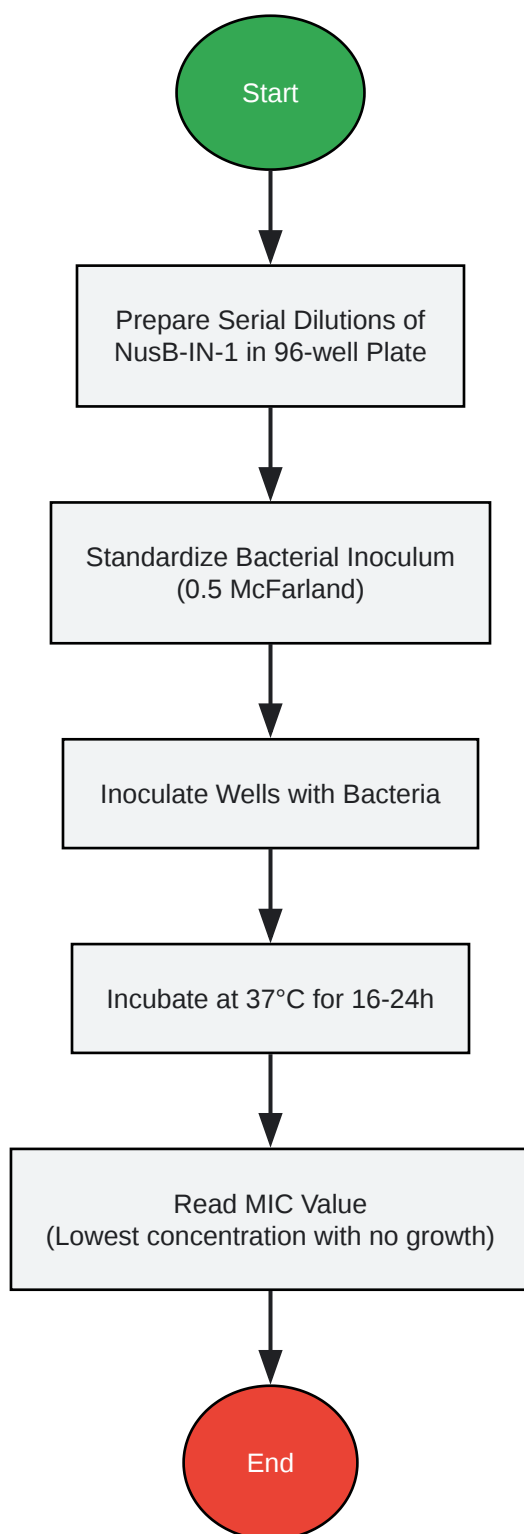 Start
Prepare Serial Dilutions of
NusB-IN-1 in 96-well Plate
Standardize Bacterial Inoculum
(0.5 McFarland)
Inoculate Wells with Bacteria
Incubate at 37°C for 16-24h
Read MIC Value
(Lowest concentration with no growth)
End